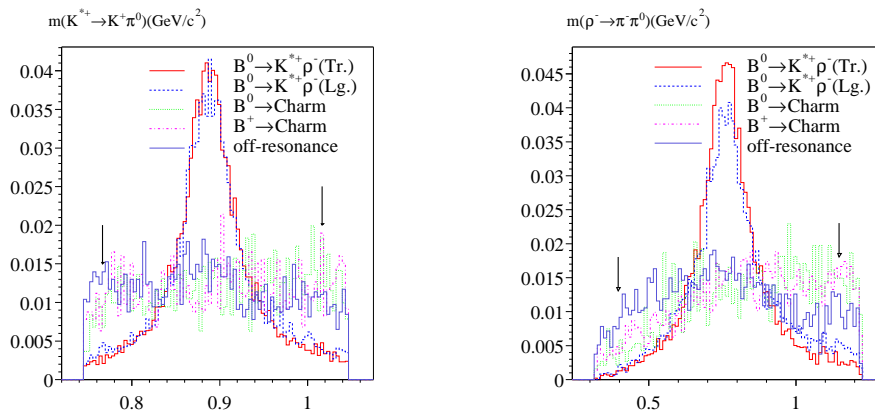 m(K*+→K+π0)(GeV/c2)
B0→K*+ρ-(Tr.)
B0→K*+ρ-(Lg.)
B0→Charm
B+→Charm
off-resonance
0.04
0.035
0.03
0.025
0.02
0.015
0.01
0.005
0
0.8
0.9
1
m(ρ-→π-π0)(GeV/c2)
B0→K*+ρ-(Tr.)
B0→K*+ρ-(Lg.)
B0→Charm
B+→Charm
off-resonance
0.045
0.04
0.035
0.03
0.025
0.02
0.015
0.01
0.005
0
0.5
1